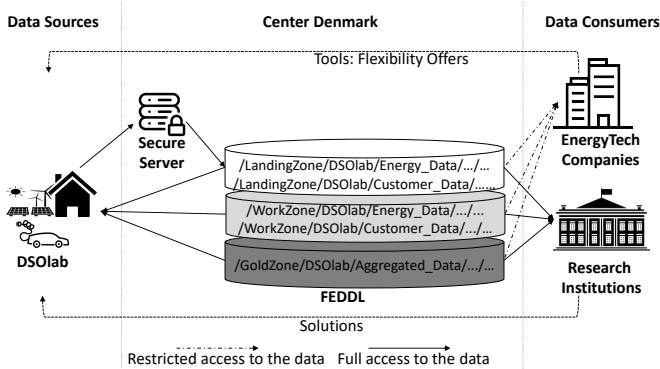 Data Sources
Center Denmark
Data Consumers
Tools: Flexibility Offers
Secure
Server
EnergyTech
Companies
/LandingZone/DSOlab/Energy_Data/.../...
/LandingZone/DSOlab/Customer_Data/......
/WorkZone/DSOlab/Energy_Data/.../...
/WorkZone/DSOlab/Customer_Data/.../...
DSOlab
/GoldZone/DSOlab/Aggregated_Data/.../...
Research
Institutions
FEDDL
Solutions
Restricted access to the data
Full access to the data